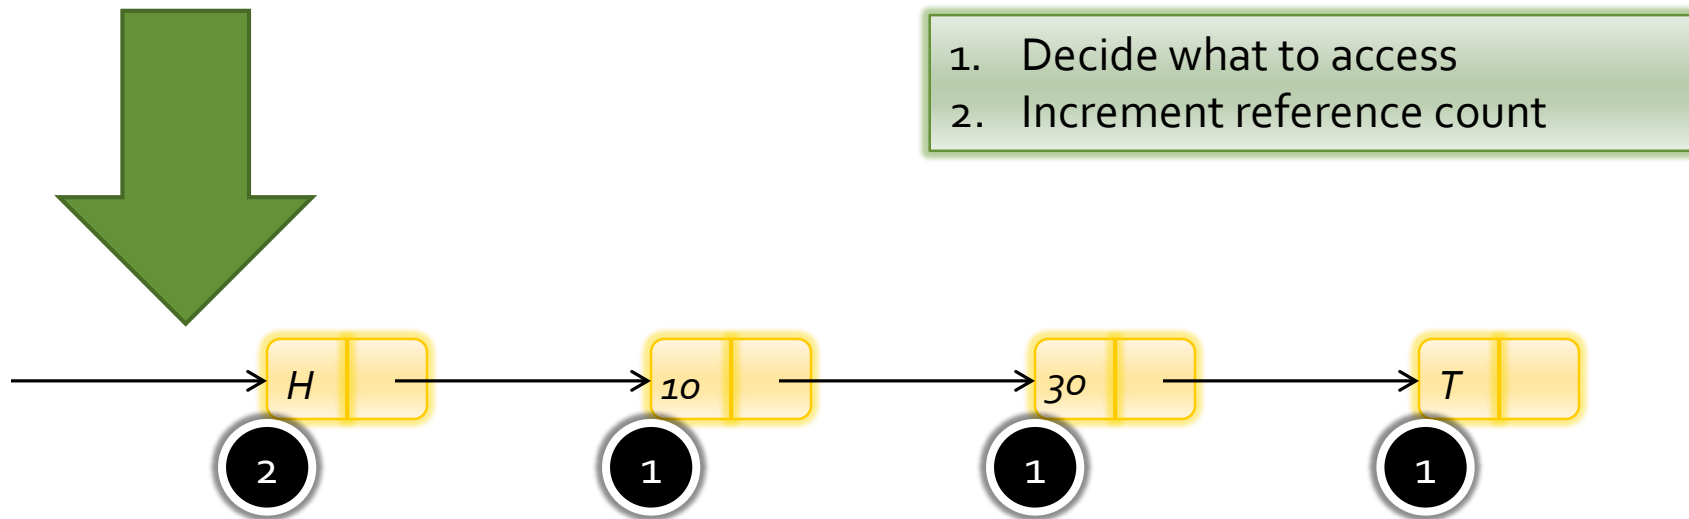 1. Decide what to access
2. Increment reference count
H 10 30 T
2 1 1 1